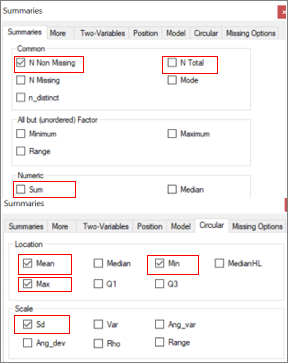 Summaries
Summaries More Two-Variables Position Model Circular Missing Options
Common
N Non Missing N Total
N Missing Mode
n_distinct
All but (unordered) Factor
Minimum Maximum
Range
Numeric
Sum Median
Summaries
Summaries More Two-Variables Position Model Circular Missing Options
Location
Mean Median Min MedianHL
Max Q1 Q3
Scale
Sd Var Ang_var
Ang_dev Rho Range